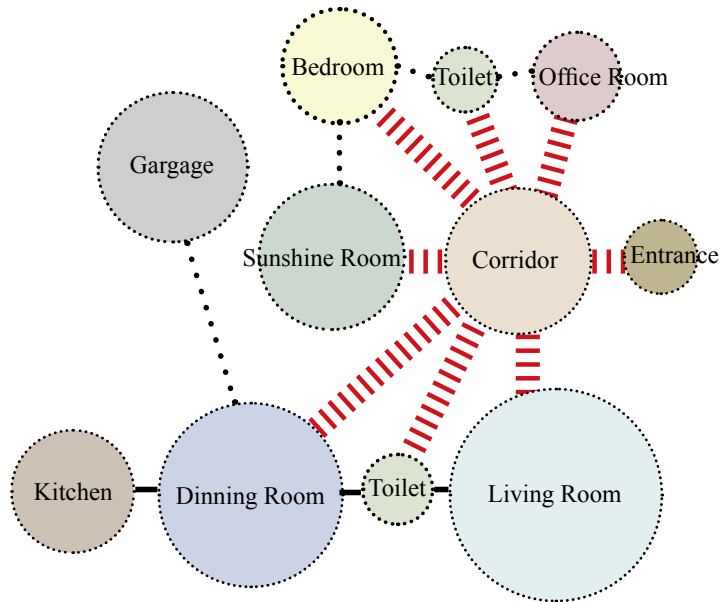 Bedroom
Toilet
Office Room
Gargage
Sunshine Room
Corridor
Entrance
Kitchen
Dinning Room
Toilet
Living Room